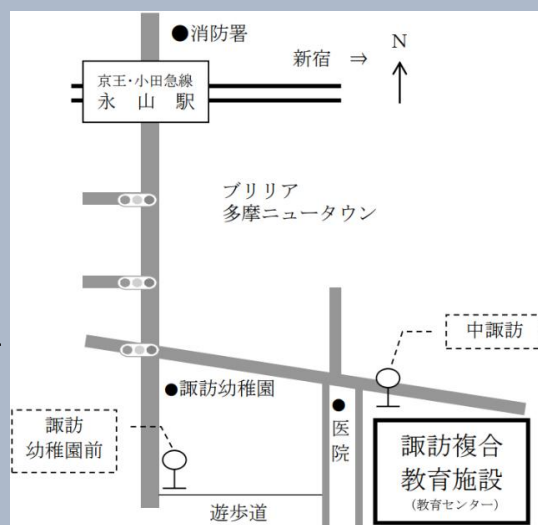 ●消防署
新宿 ⇒
N
京王・小田急線
永山駅
ブリリア
多摩ニュータウン
中諏訪
●諏訪幼稚園
諏訪
幼稚園前
●医院
諏訪複合
教育施設
(教育センター)
遊歩道